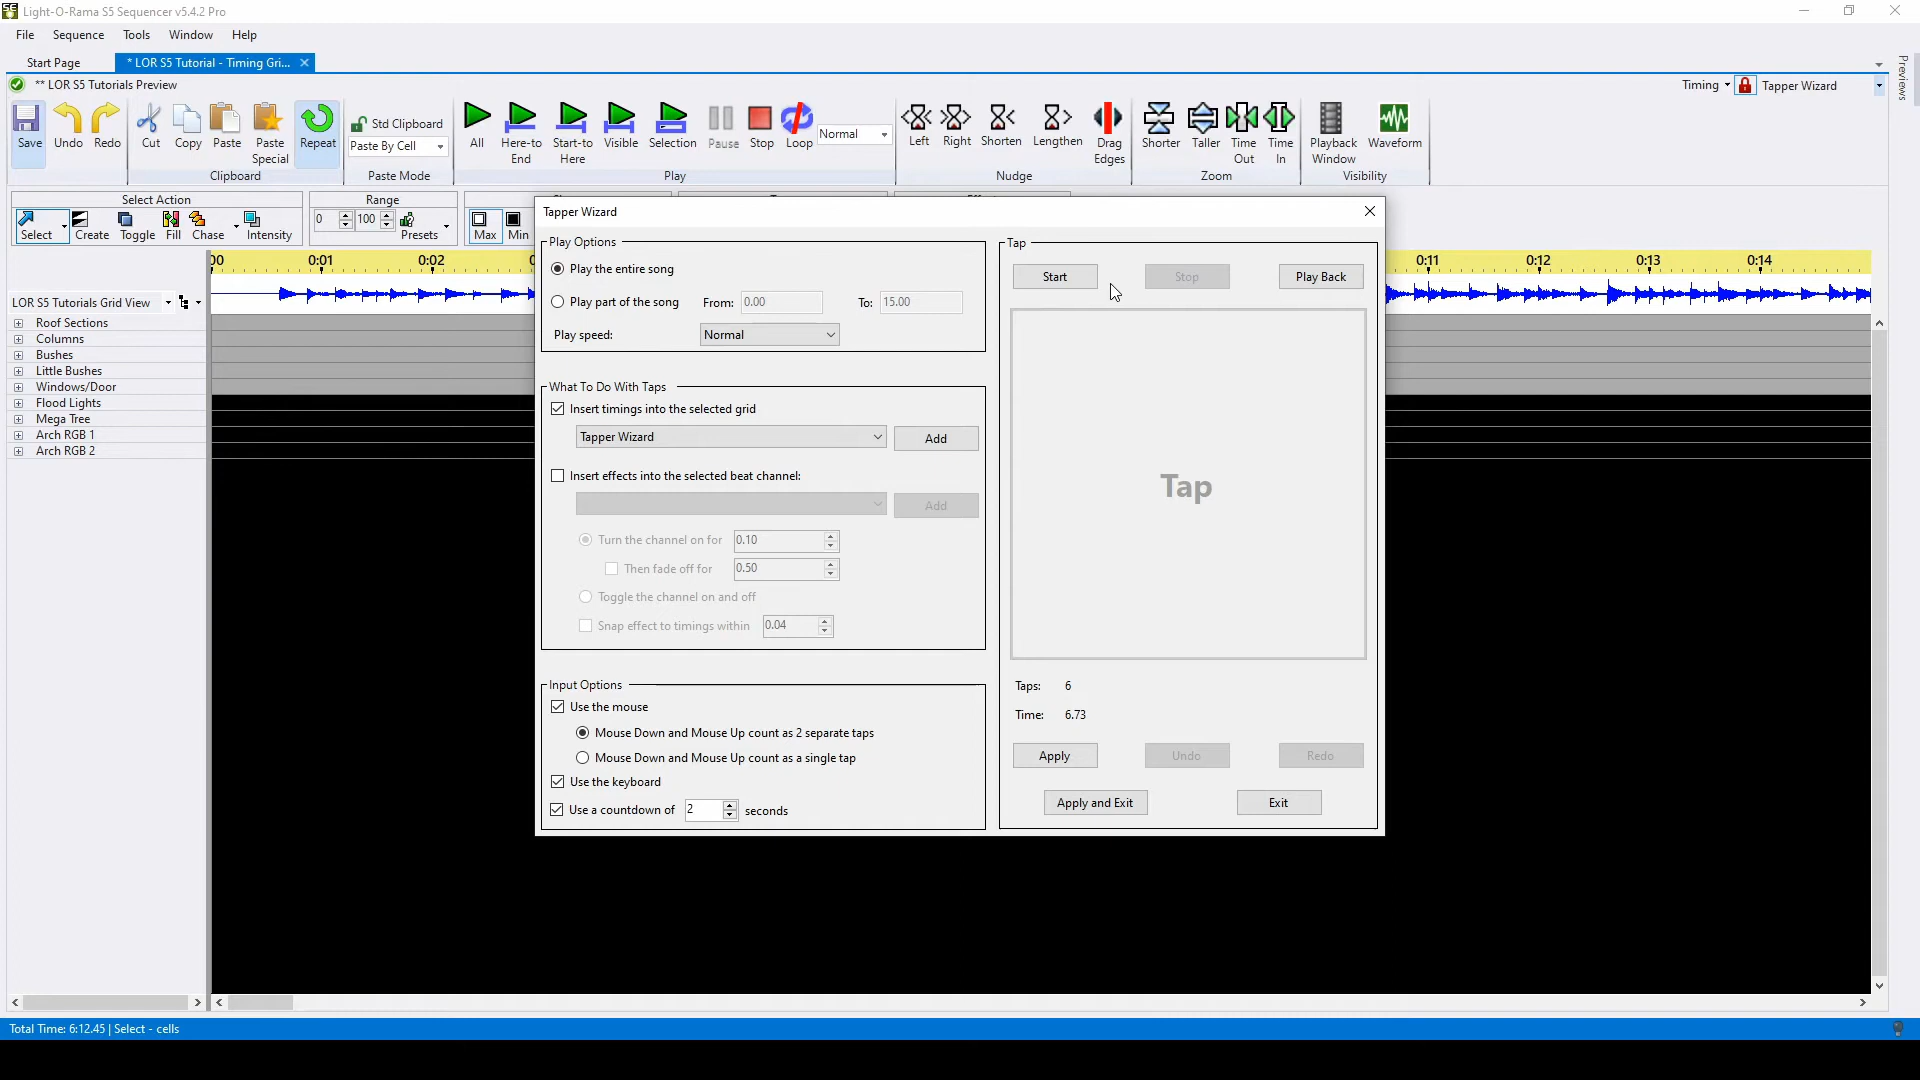 Light-O-Rama S5 Sequencer v5.4.2 Pro
File Sequence Tools Window Help
Start Page * LOR S5 Tutorial - Timing Gri...
Previews
** LOR S5 Tutorials Preview Timing Tapper Wizard
Save Undo Redo Cut Copy Paste Paste Special Repeat
Clipboard
Std Clipboard
Paste By Cell
Paste Mode
All Here-to End Start-to Here Visible Selection Pause Stop Loop Normal
Play
Left Right Shorten Lengthen Drag Edges
Nudge
Shorter Taller Time Out Time In
Zoom
Playback Window Waveform
Visibility
Select Action
Select Create Toggle Fill Chase Intensity
Range
0 100 Presets
Max Min
00 0:01 0:02 0:11 0:12 0:13 0:14
LOR S5 Tutorials Grid View
Roof Sections
Columns
Bushes
Little Bushes
Windows/Door
Flood Lights
Mega Tree
Arch RGB 1
Arch RGB 2
Tapper Wizard
Play Options
Play the entire song
Play part of the song From: 0.00 To: 15.00
Play speed: Normal
What To Do With Taps
Insert timings into the selected grid
Tapper Wizard Add
Insert effects into the selected beat channel:
Add
Turn the channel on for 0.10
Then fade off for 0.50
Toggle the channel on and off
Snap effect to timings within 0.04
Input Options
Use the mouse
Mouse Down and Mouse Up count as 2 separate taps
Mouse Down and Mouse Up count as a single tap
Use the keyboard
Use a countdown of 2 seconds
Tap
Start Stop Play Back
Tap
Taps: 6
Time: 6.73
Apply Undo Redo
Apply and Exit Exit
Total Time: 6:12.45 | Select - cells